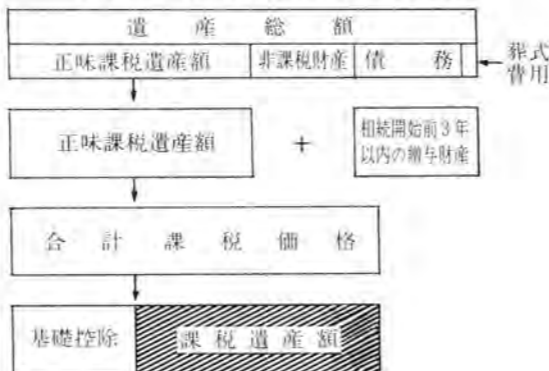 遺産総額
正味課税遺産額 非課税財産 債務
葬式
費用
正味課税遺産額 + 相続開始前3年
以内の贈与財産
合計課税価格
基礎控除 課税遺産額